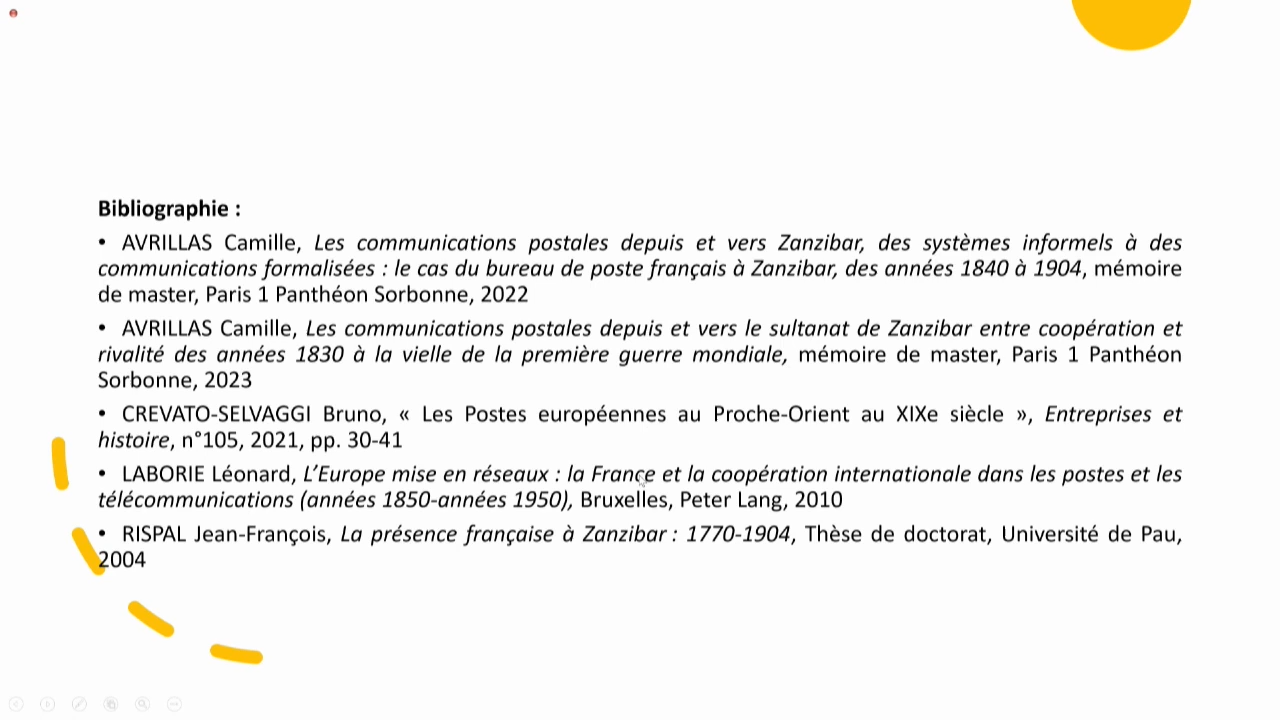 Bibliographie :
• AVRILLAS Camille, Les communications postales depuis et vers Zanzibar, des systèmes informels à des
communications formalisées : le cas du bureau de poste français à Zanzibar, des années 1840 à 1904, mémoire
de master, Paris 1 Panthéon Sorbonne, 2022
• AVRILLAS Camille, Les communications postales depuis et vers le sultanat de Zanzibar entre coopération et
rivalité des années 1830 à la vielle de la première guerre mondiale, mémoire de master, Paris 1 Panthéon
Sorbonne, 2023
• CREVATO-SELVAGGI Bruno, « Les Postes européennes au Proche-Orient au XIXe siècle », Entreprises et
histoire, n°105, 2021, pp. 30-41
• LABORIE Léonard, L’Europe mise en réseaux : la France et la coopération internationale dans les postes et les
télécommunications (années 1850-années 1950), Bruxelles, Peter Lang, 2010
• RISPAL Jean-François, La présence française à Zanzibar : 1770-1904, Thèse de doctorat, Université de Pau,
2004